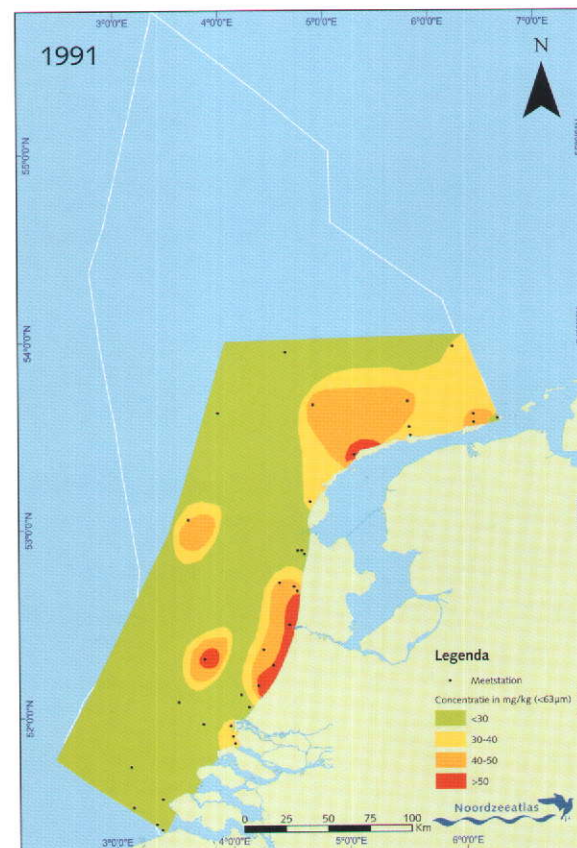 3°0'0"E 4°0'0"E 5°0'0"E 6°0'0"E 7°0'0"E
1991
N
55°0'0"N
54°0'0"N
53°0'0"N
52°0'0"N
Legenda
Meetstation
Concentratie in mg/kg (<63µm)
<30
30-40
40-50
>50
Noordzeeatlas
0 25 50 75 100
Km
3°0'0"E 4°0'0"E 5°0'0"E 6°0'0"E